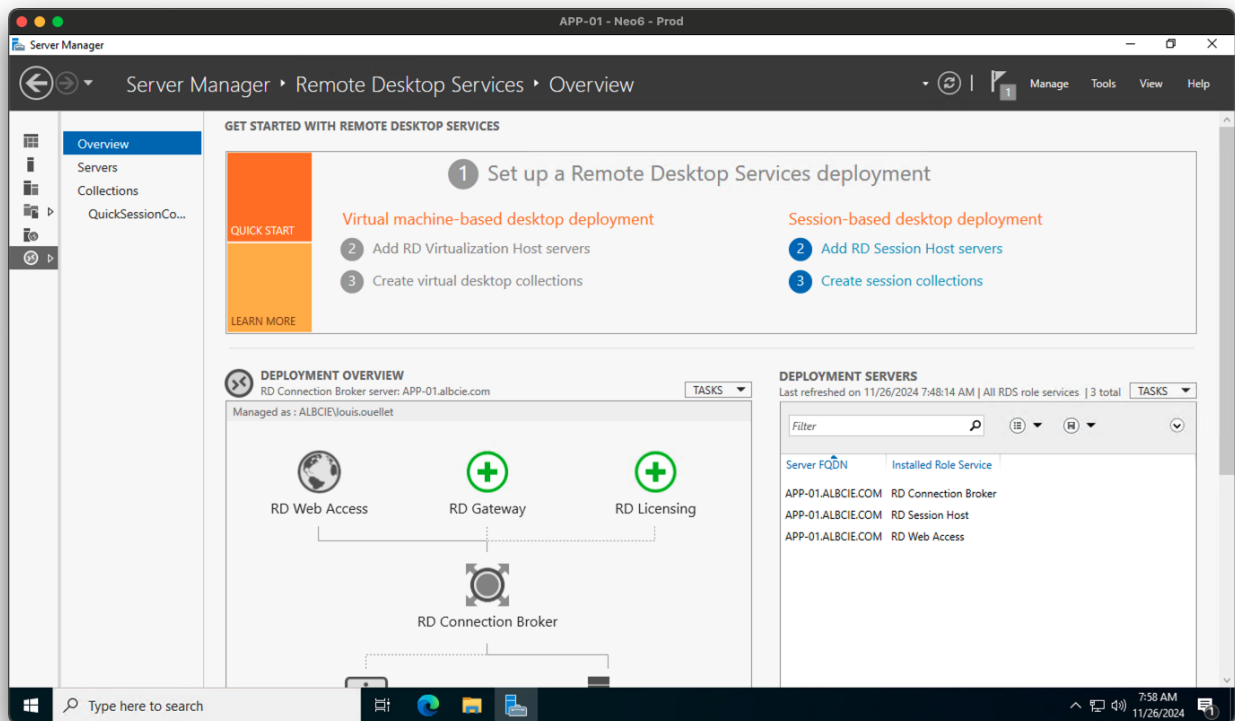 APP-01 - Neo6 - Prod
Server Manager
Server Manager ‣ Remote Desktop Services ‣ Overview
1
Manage Tools View Help
Overview
Servers
Collections
QuickSessionCo...
GET STARTED WITH REMOTE DESKTOP SERVICES
QUICK START
LEARN MORE
1 Set up a Remote Desktop Services deployment
Virtual machine-based desktop deployment
2 Add RD Virtualization Host servers
3 Create virtual desktop collections
Session-based desktop deployment
2 Add RD Session Host servers
3 Create session collections
DEPLOYMENT OVERVIEW
RD Connection Broker server: APP-01.albcie.com
TASKS
Managed as : ALBCIE\louis.ouellet
RD Web Access
RD Gateway
RD Licensing
RD Connection Broker
DEPLOYMENT SERVERS
Last refreshed on 11/26/2024 7:48:14 AM | All RDS role services | 3 total
TASKS
Filter
Server FQDN Installed Role Service
APP-01.ALBCIE.COM RD Connection Broker
APP-01.ALBCIE.COM RD Session Host
APP-01.ALBCIE.COM RD Web Access
Type here to search
7:58 AM
11/26/2024
1